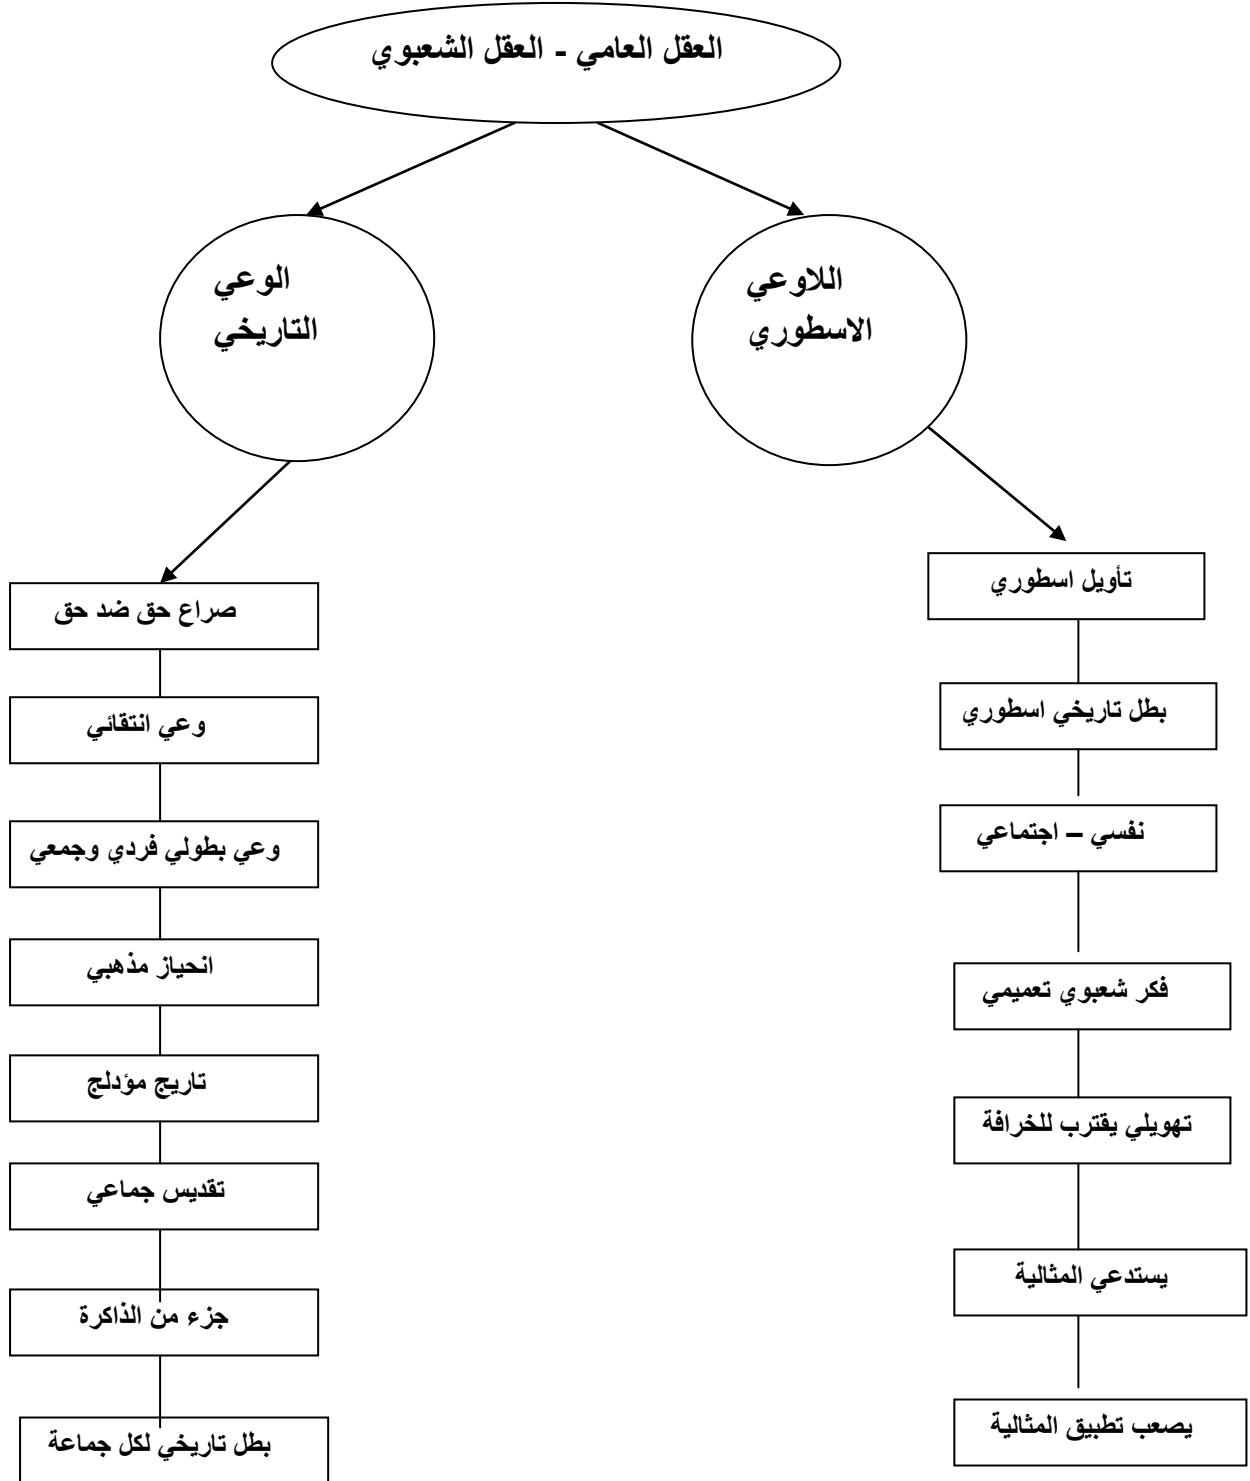 العقل العامي - العقل الشعبوي
اللاوعي
الاسطوري
الوعي
التاريخي
تأويل اسطوري
بطل تاريخي اسطوري
نفسي – اجتماعي
فكر شعبوي تعميمي
تهويلي يقترب للخرافة
يستدعي المثالية
يصعب تطبيق المثالية
صراع حق ضد حق
وعي انتقائي
وعي بطولي فردي وجمعي
انحياز مذهبي
تاريج مؤدلج
تقديس جماعي
جزء من الذاكرة
بطل تاريخي لكل جماعة